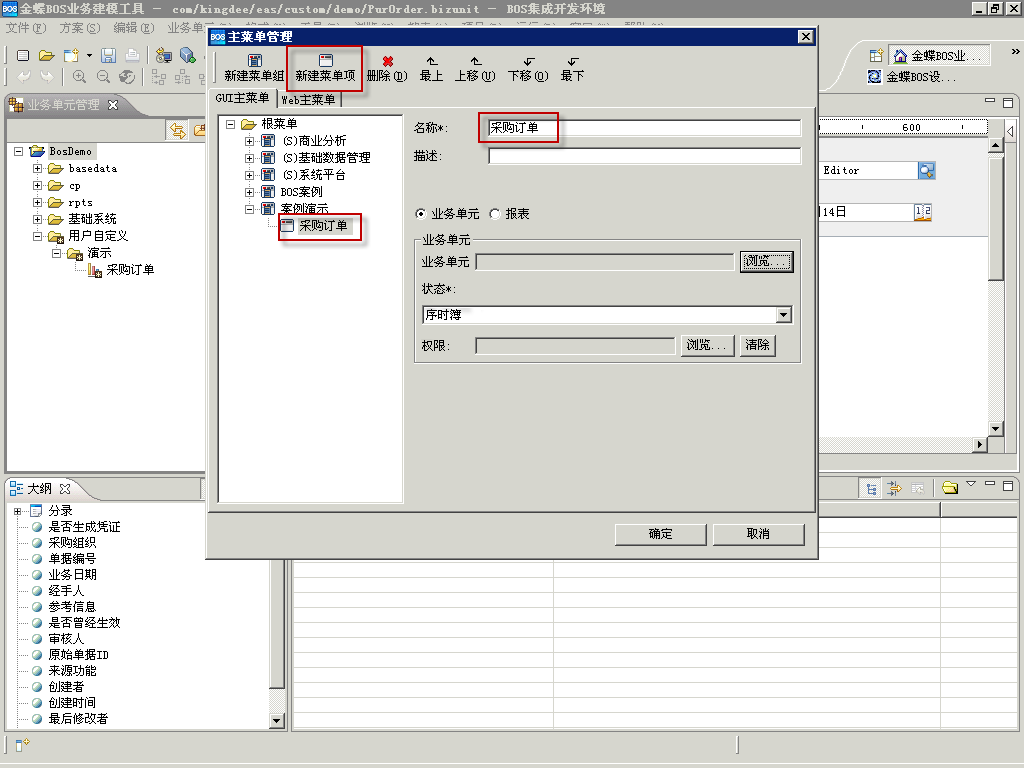 金蝶BOS业务建模工具 － com/kingdee/eas/custom/demo/PurOrder.bizunit － BOS集成开发环境
文件(F) 方案(S) 编辑(E) 业务单元
主菜单管理
新建菜单组 新建菜单项 删除(D) 最上 上移(U) 下移(O) 最下
GUI主菜单 Web主菜单
根菜单
(S)商业分析
(S)基础数据管理
(S)系统平台
BOS案例
案例演示
采购订单
名称*: 采购订单
描述:
业务单元 报表
业务单元
业务单元 浏览...
状态*:
序时簿
权限: 浏览... 清除
确定 取消
金蝶BOS业...
金蝶BOS设...
600
Editor
14日
12
业务单元管理
BosDemo
basedata
cp
rpts
基础系统
用户自定义
演示
采购订单
大纲
分录
是否生成凭证
采购组织
单据编号
业务日期
经手人
参考信息
是否曾经生效
审核人
原始单据ID
来源功能
创建者
创建时间
最后修改者